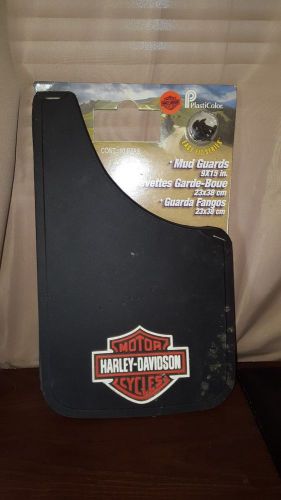 PlastiColor
Mud Guards
9X15 in.
Bavettes Garde-Boue
23x38 cm
Guarda Fangos
23x38 cm
MOTOR
HARLEY-DAVIDSON
CYCLES